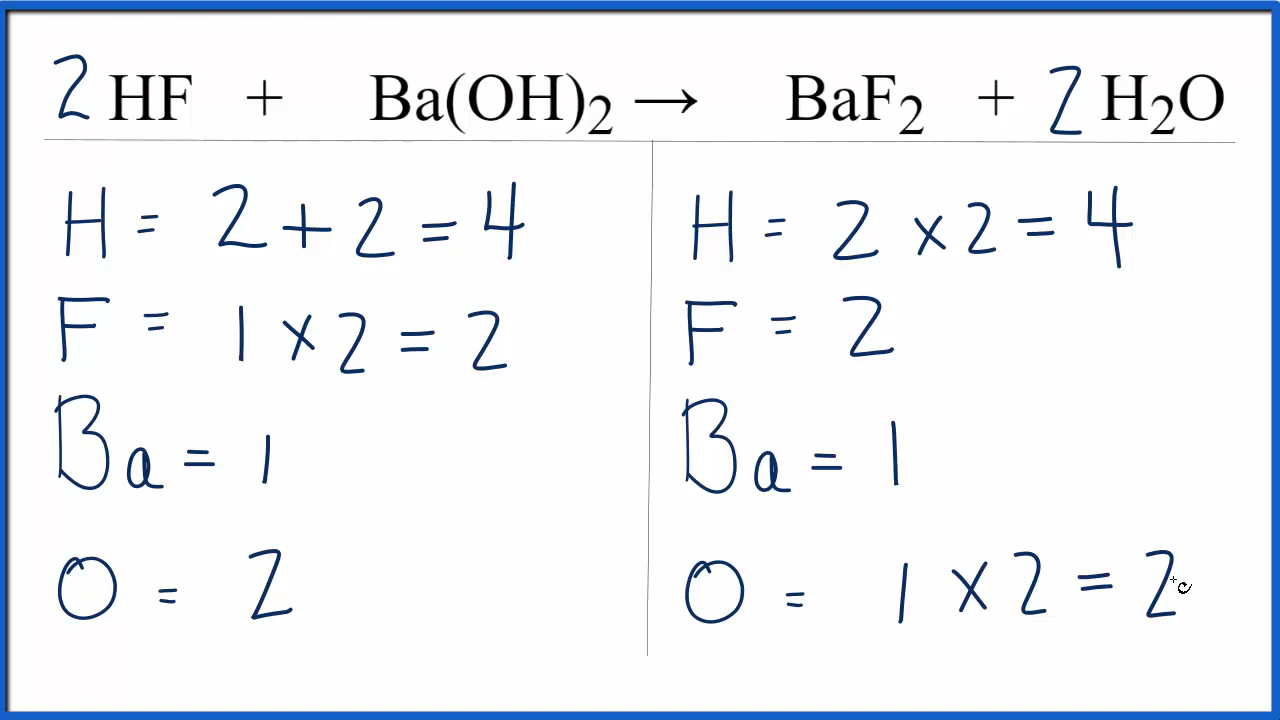 2 HF + Ba(OH)₂ → BaF₂ + 2 H₂O
H = 2 + 2 = 4
F = 1 × 2 = 2
Ba = 1
O = 2
H = 2 × 2 = 4
F = 2
Ba = 1
O = 1 × 2 = 2